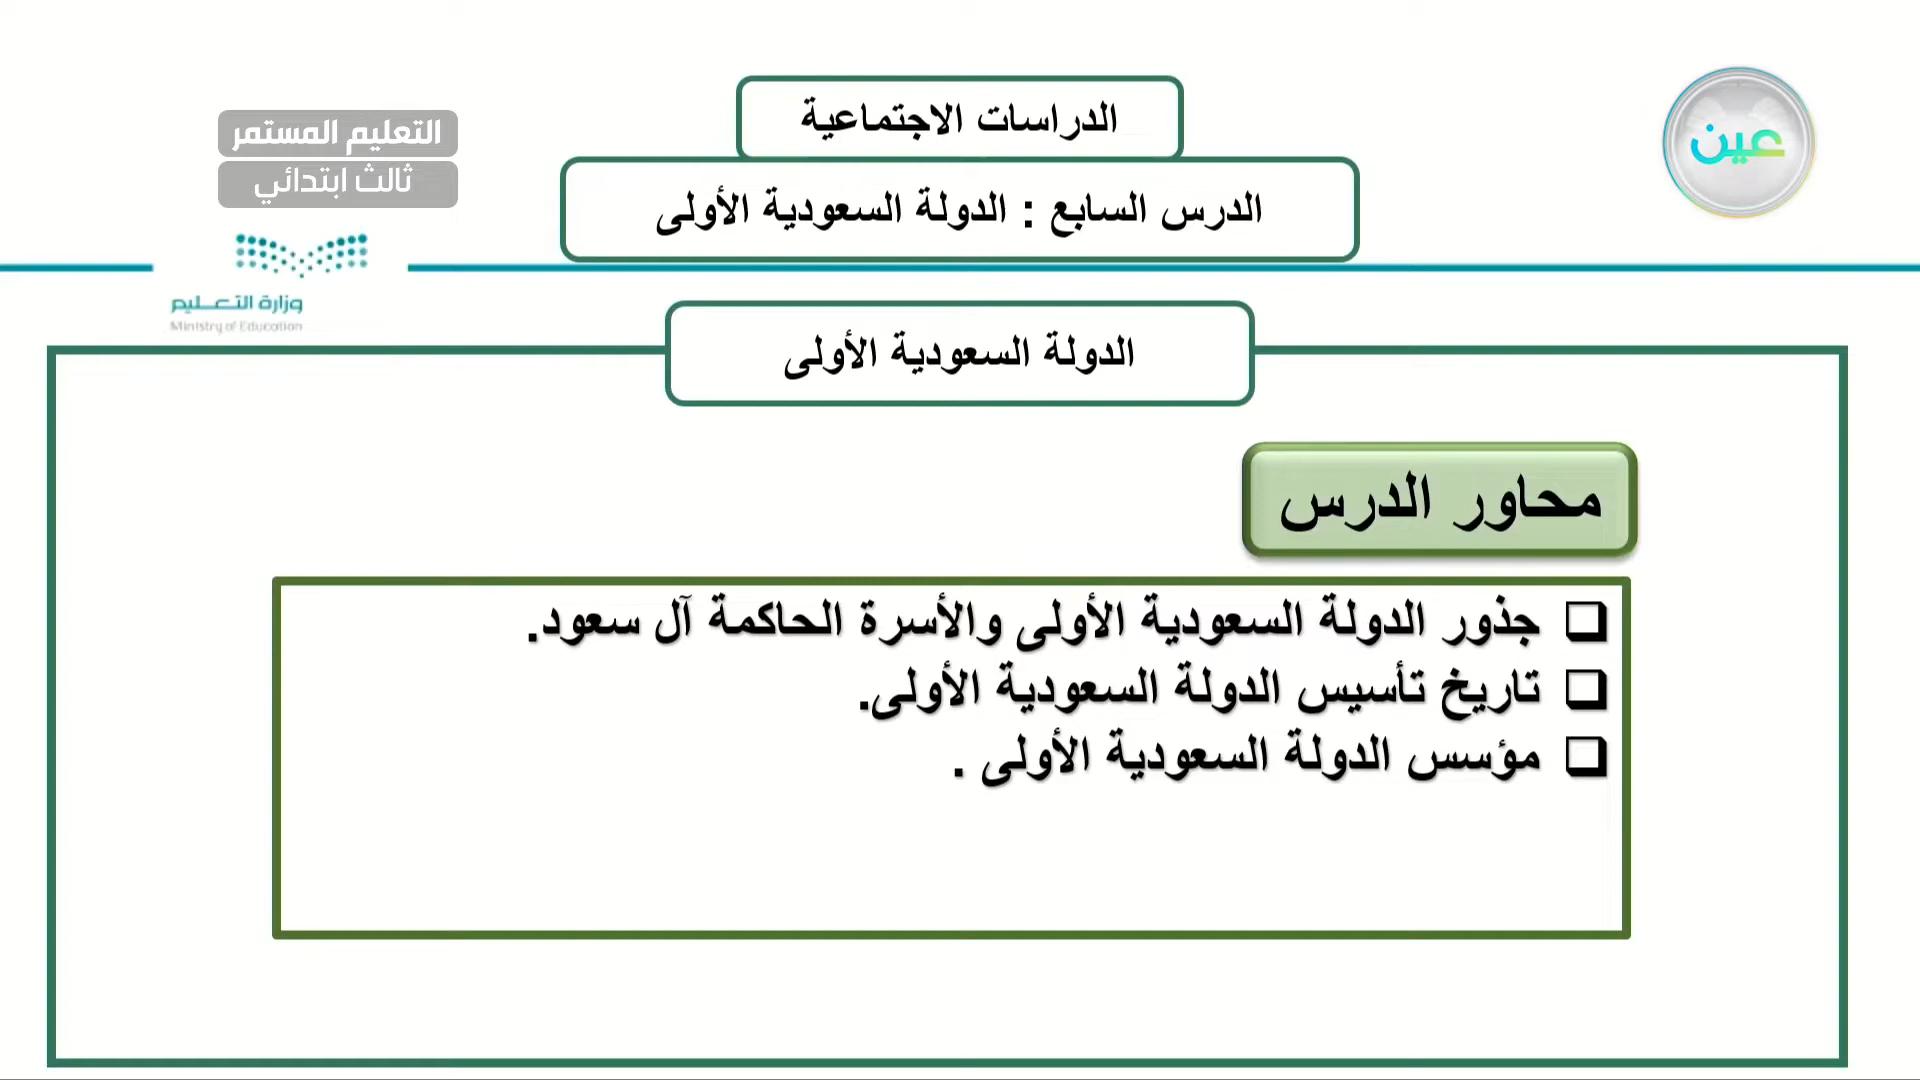 الدراسات الاجتماعية
عين
التعليم المستمر
ثالث ابتدائي
الدرس السابع : الدولة السعودية الأولى
وزارة التعليم
Ministry of Education
الدولة السعودية الأولى
محاور الدرس
جذور الدولة السعودية الأولى والأسرة الحاكمة آل سعود.
تاريخ تأسيس الدولة السعودية الأولى.
مؤسس الدولة السعودية الأولى .